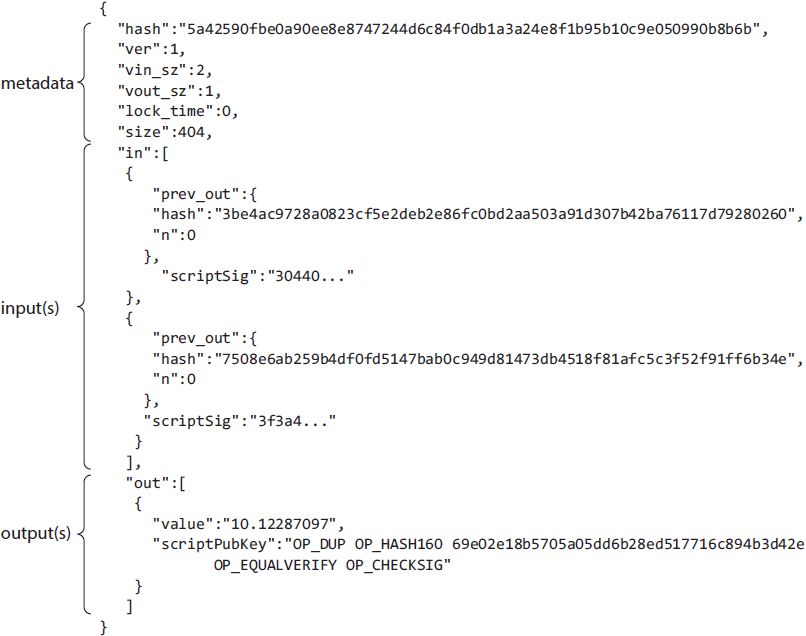 {
"hash":"5a42590fbe0a90ee8e8747244d6c84f0db1a3a24e8f1b95b10c9e050990b8b6b",
"ver":1,
"vin_sz":2,
metadata
"vout_sz":1,
"lock_time":0,
"size":404,
"in":[
{
"prev_out":{
"hash":"3be4ac9728a0823cf5e2deb2e86fc0bd2aa503a91d307b42ba76117d79280260",
"n":0
},
"scriptSig":"30440..."
},
input(s)
{
"prev_out":{
"hash":"7508e6ab259b4df0fd5147bab0c949d81473db4518f81afc5c3f52f91ff6b34e",
"n":0
},
"scriptSig":"3f3a4..."
}
],
"out":[
{
"value":"10.12287097",
output(s)
"scriptPubKey":"OP_DUP OP_HASH160 69e02e18b5705a05dd6b28ed517716c894b3d42e
OP_EQUALVERIFY OP_CHECKSIG"
}
]
}